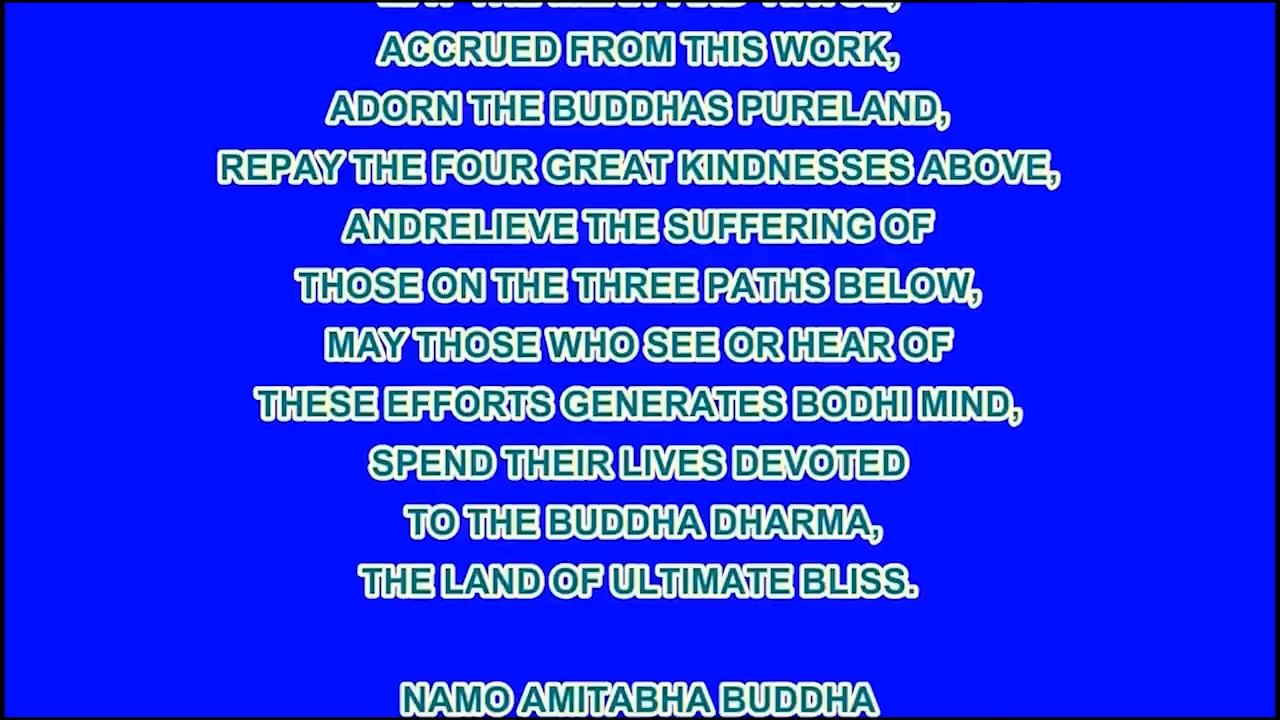 ACCRUED FROM THIS WORK,
ADORN THE BUDDHAS PURELAND,
REPAY THE FOUR GREAT KINDNESSES ABOVE,
ANDRELIEVE THE SUFFERING OF
THOSE ON THE THREE PATHS BELOW,
MAY THOSE WHO SEE OR HEAR OF
THESE EFFORTS GENERATES BODHI MIND,
SPEND THEIR LIVES DEVOTED
TO THE BUDDHA DHARMA,
THE LAND OF ULTIMATE BLISS.
NAMO AMITABHA BUDDHA